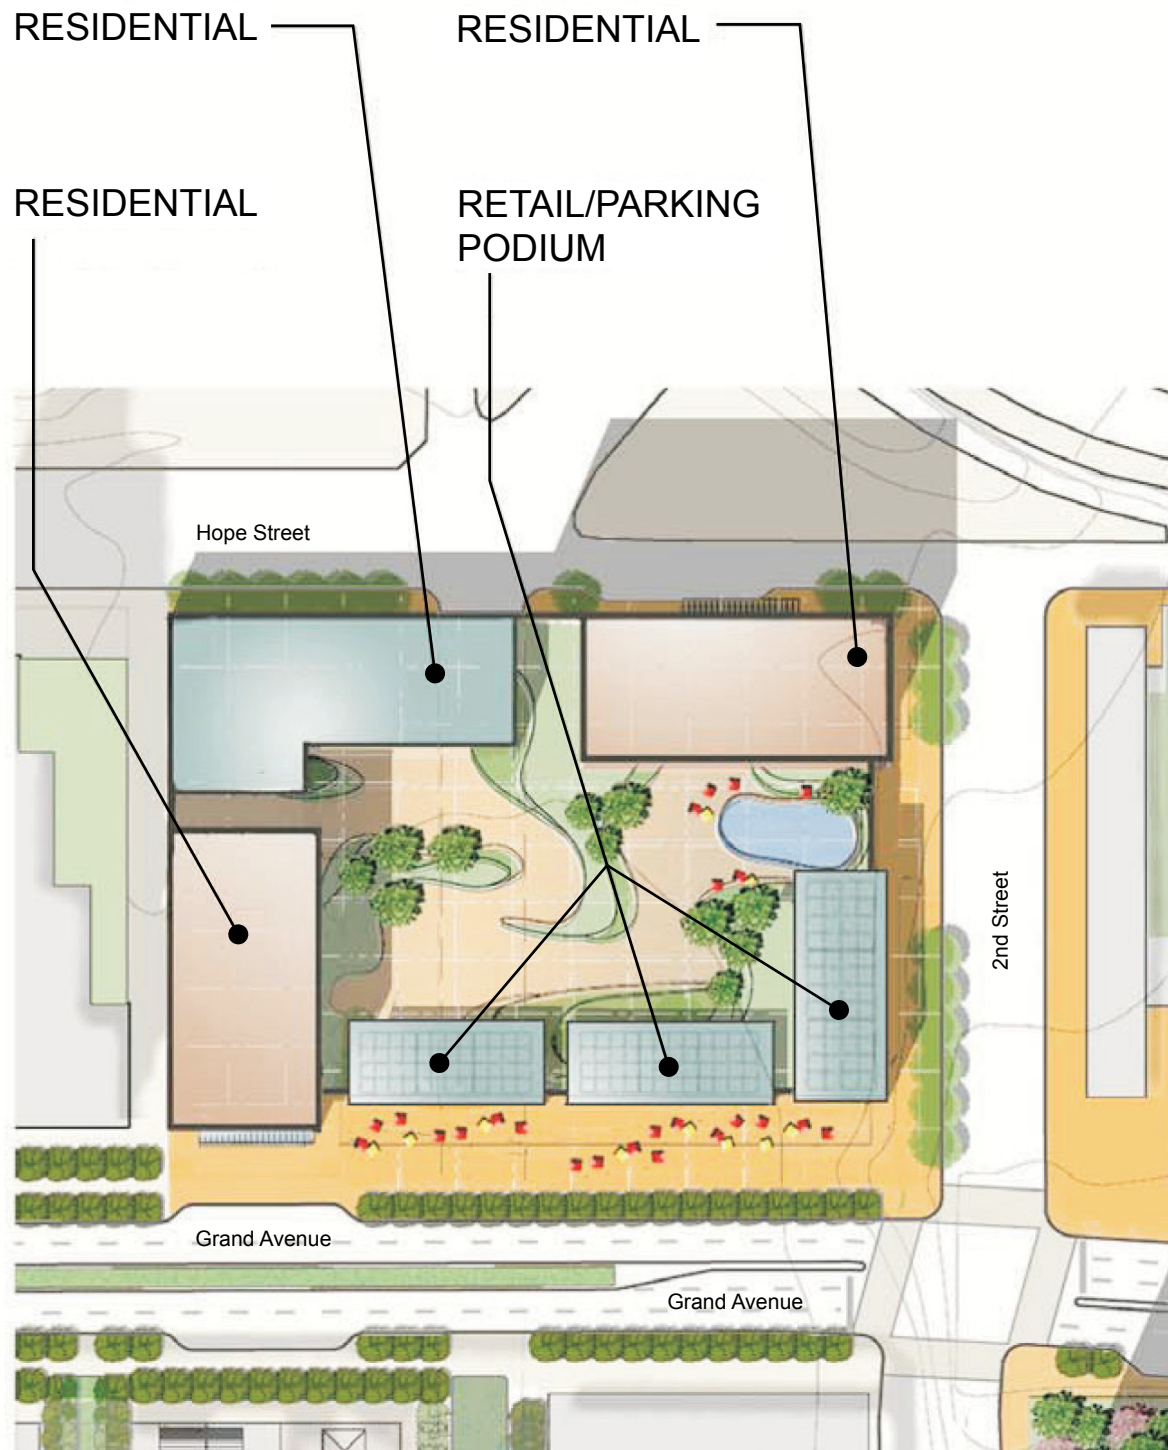 RESIDENTIAL
RESIDENTIAL
RESIDENTIAL
RETAIL/PARKING
PODIUM
Hope Street
2nd Street
Grand Avenue
Grand Avenue